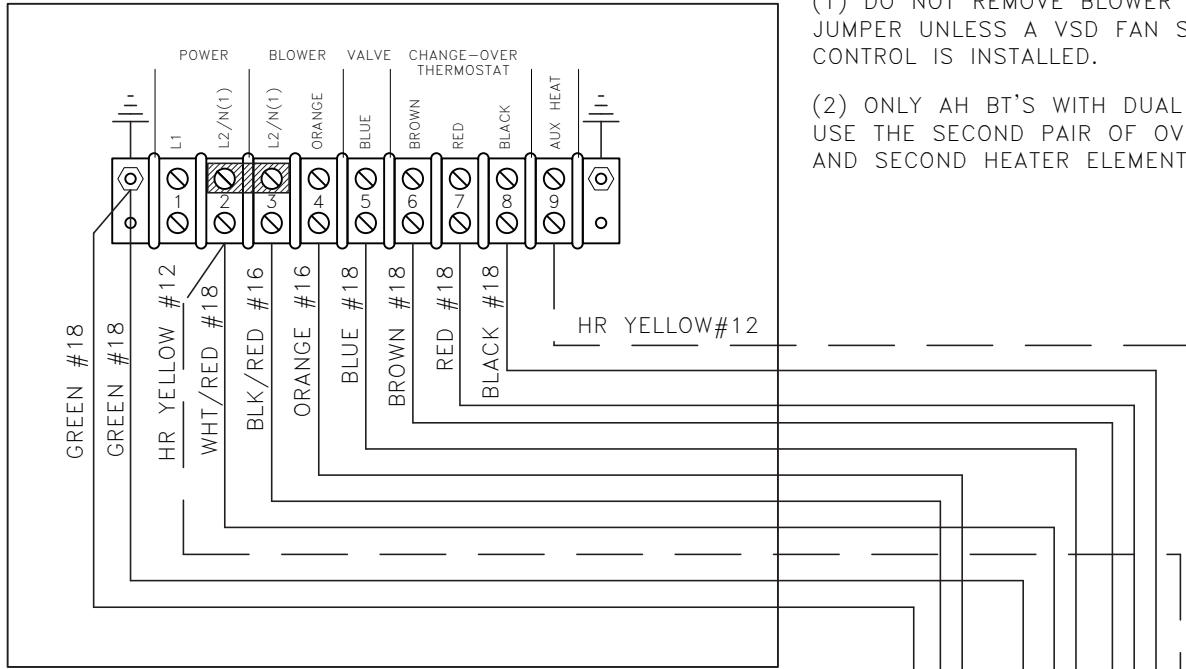 (1) DO NOT REMOVE BLOWER
JUMPER UNLESS A VSD FAN S
CONTROL IS INSTALLED.
(2) ONLY AH BT'S WITH DUAL
USE THE SECOND PAIR OF OV
AND SECOND HEATER ELEMENT
POWER BLOWER VALVE CHANGE-OVER
THERMOSTAT
L1
L2/N(1)
L2/N(1)
ORANGE
BLUE
BROWN
RED
BLACK
AUX HEAT
1 2 3 4 5 6 7 8 9
GREEN #18
GREEN #18
HR YELLOW #12
WHT/RED #18
BLK/RED #16
ORANGE #16
BLUE #18
BROWN #18
RED #18
BLACK #18
HR YELLOW#12